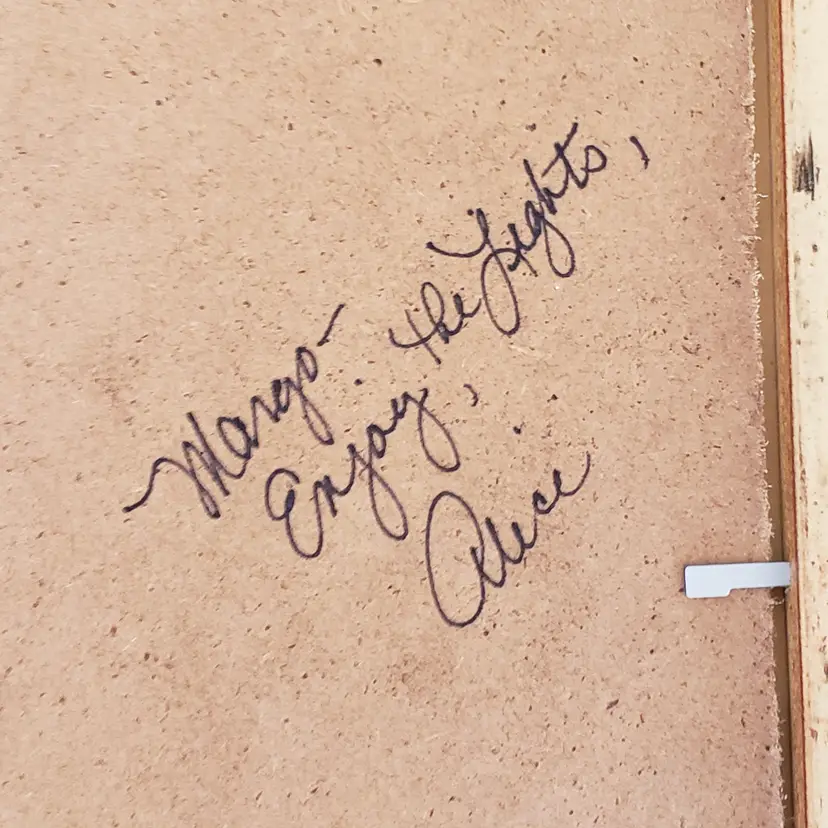 Margo-
Enjoy, the Lights,
Alice